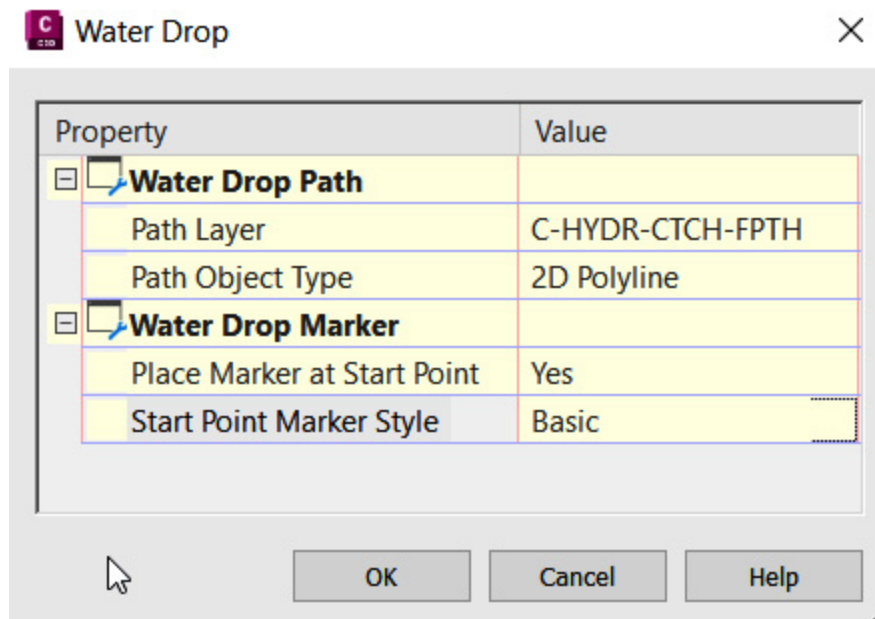 C
C3D
Water Drop
Property Value
Water Drop Path
Path Layer C-HYDR-CTCH-FPTH
Path Object Type 2D Polyline
Water Drop Marker
Place Marker at Start Point Yes
Start Point Marker Style Basic
OK Cancel Help